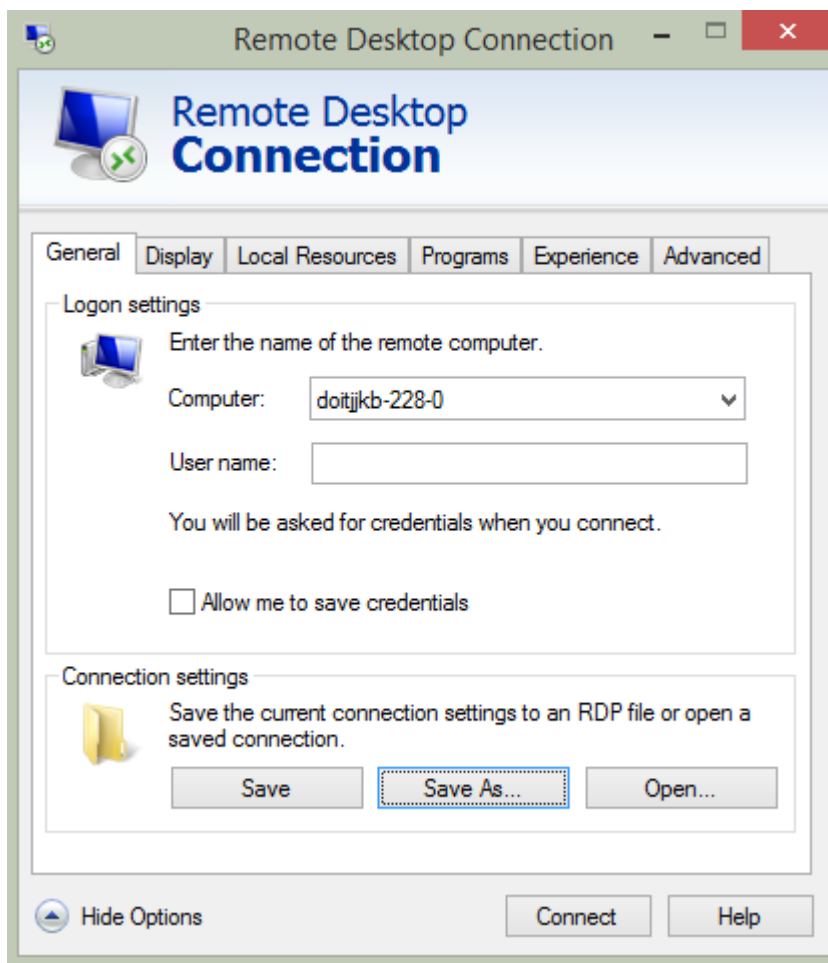 Remote Desktop Connection
Remote Desktop
Connection
General Display Local Resources Programs Experience Advanced
Logon settings
Enter the name of the remote computer.
Computer: doitjjkb-228-0
User name:
You will be asked for credentials when you connect.
Allow me to save credentials
Connection settings
Save the current connection settings to an RDP file or open a
saved connection.
Save Save As... Open...
Hide Options Connect Help